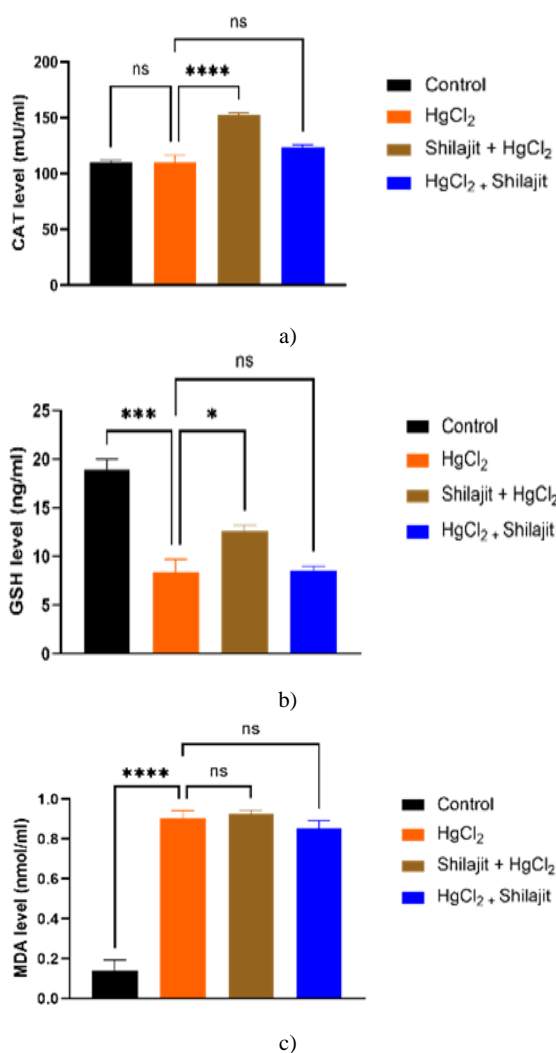 ns
ns
****
200
150
100
50
0
CAT level (mU/ml)
Control
HgCl₂
Shilajit + HgCl₂
HgCl₂ + Shilajit
a)
ns
***
*
25
20
15
10
5
0
GSH level (ng/ml)
Control
HgCl₂
Shilajit + HgCl₂
HgCl₂ + Shilajit
b)
ns
****
ns
1.0
0.8
0.6
0.4
0.2
0.0
MDA level (nmol/ml)
Control
HgCl₂
Shilajit + HgCl₂
HgCl₂ + Shilajit
c)